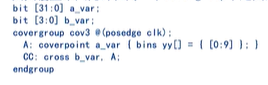 bit [31:0] a_var;
bit [3:0] b_var;
covergroup cov3 @(posedge clk);
A: coverpoint a_var { bins yy[] = { [0:9] }; }
CC: cross b_var, A;
endgroup